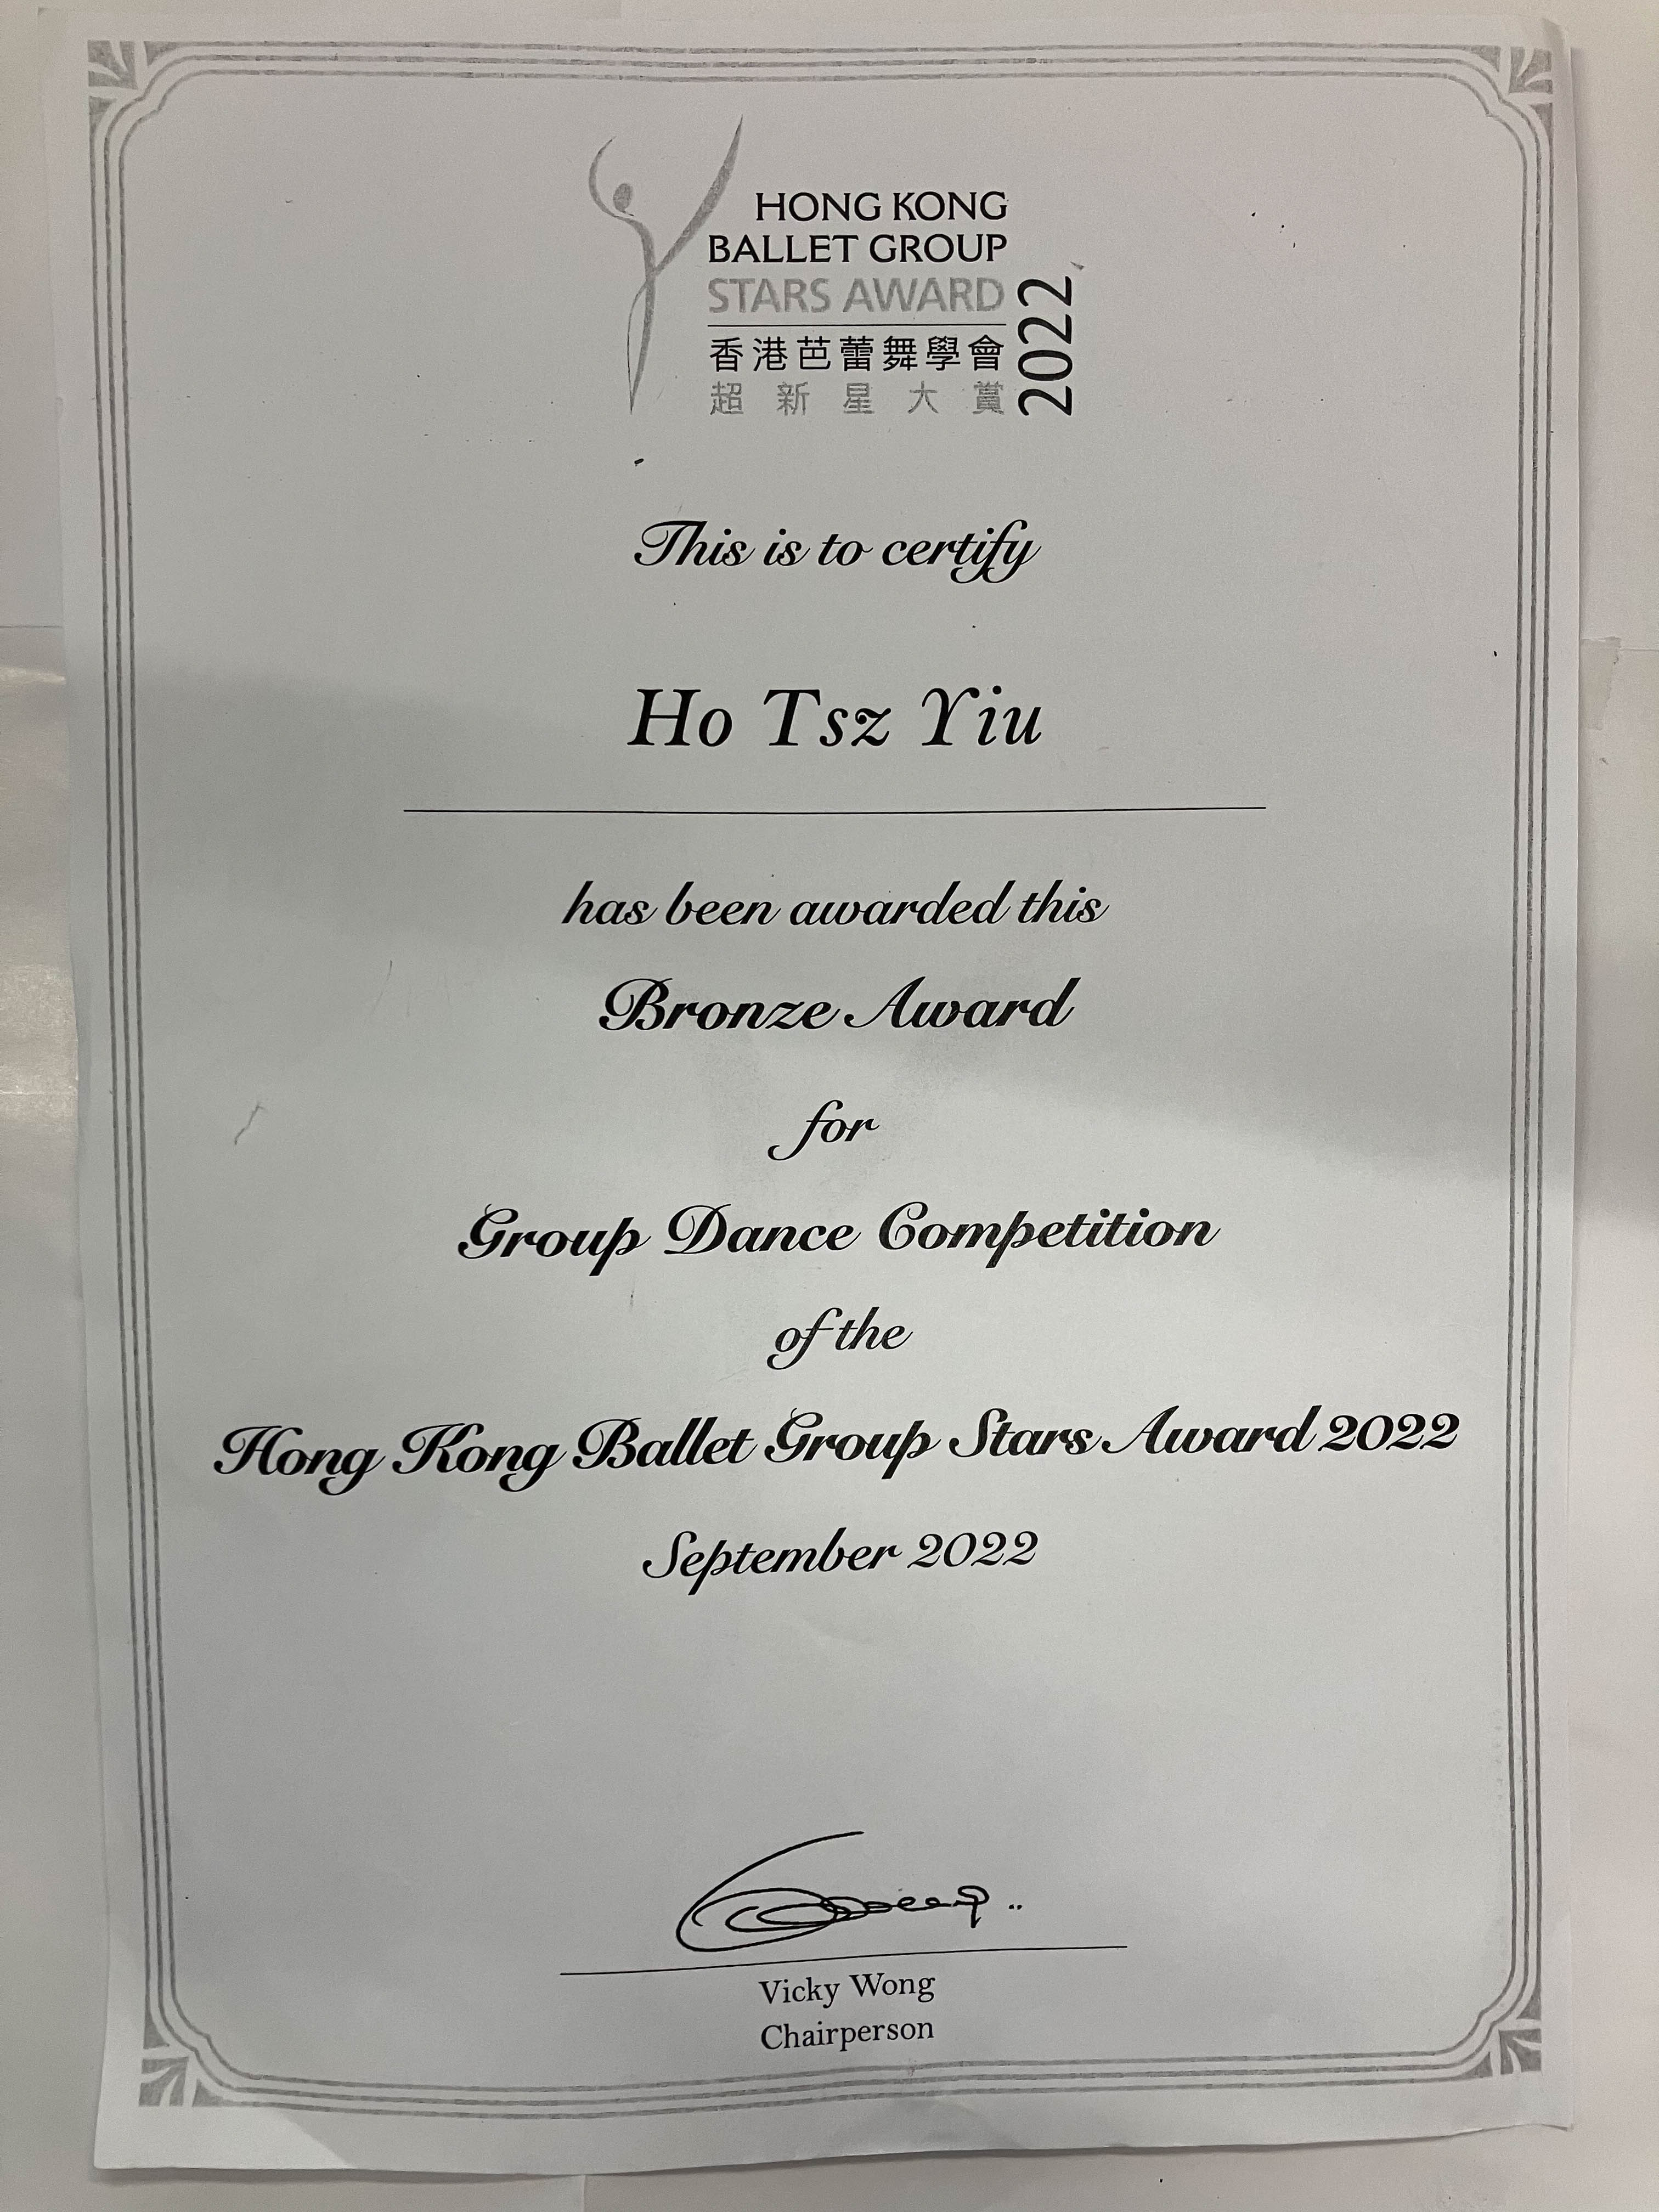 HONG KONG
BALLET GROUP
STARS AWARD
香港芭蕾舞學會
超新星大賞
2022
This is to certify
Ho Tsz Yiu
has been awarded this
Bronze Award
for
Group Dance Competition
of the
Hong Kong Ballet Group Stars Award 2022
September 2022
Vicky Wong
Chairperson